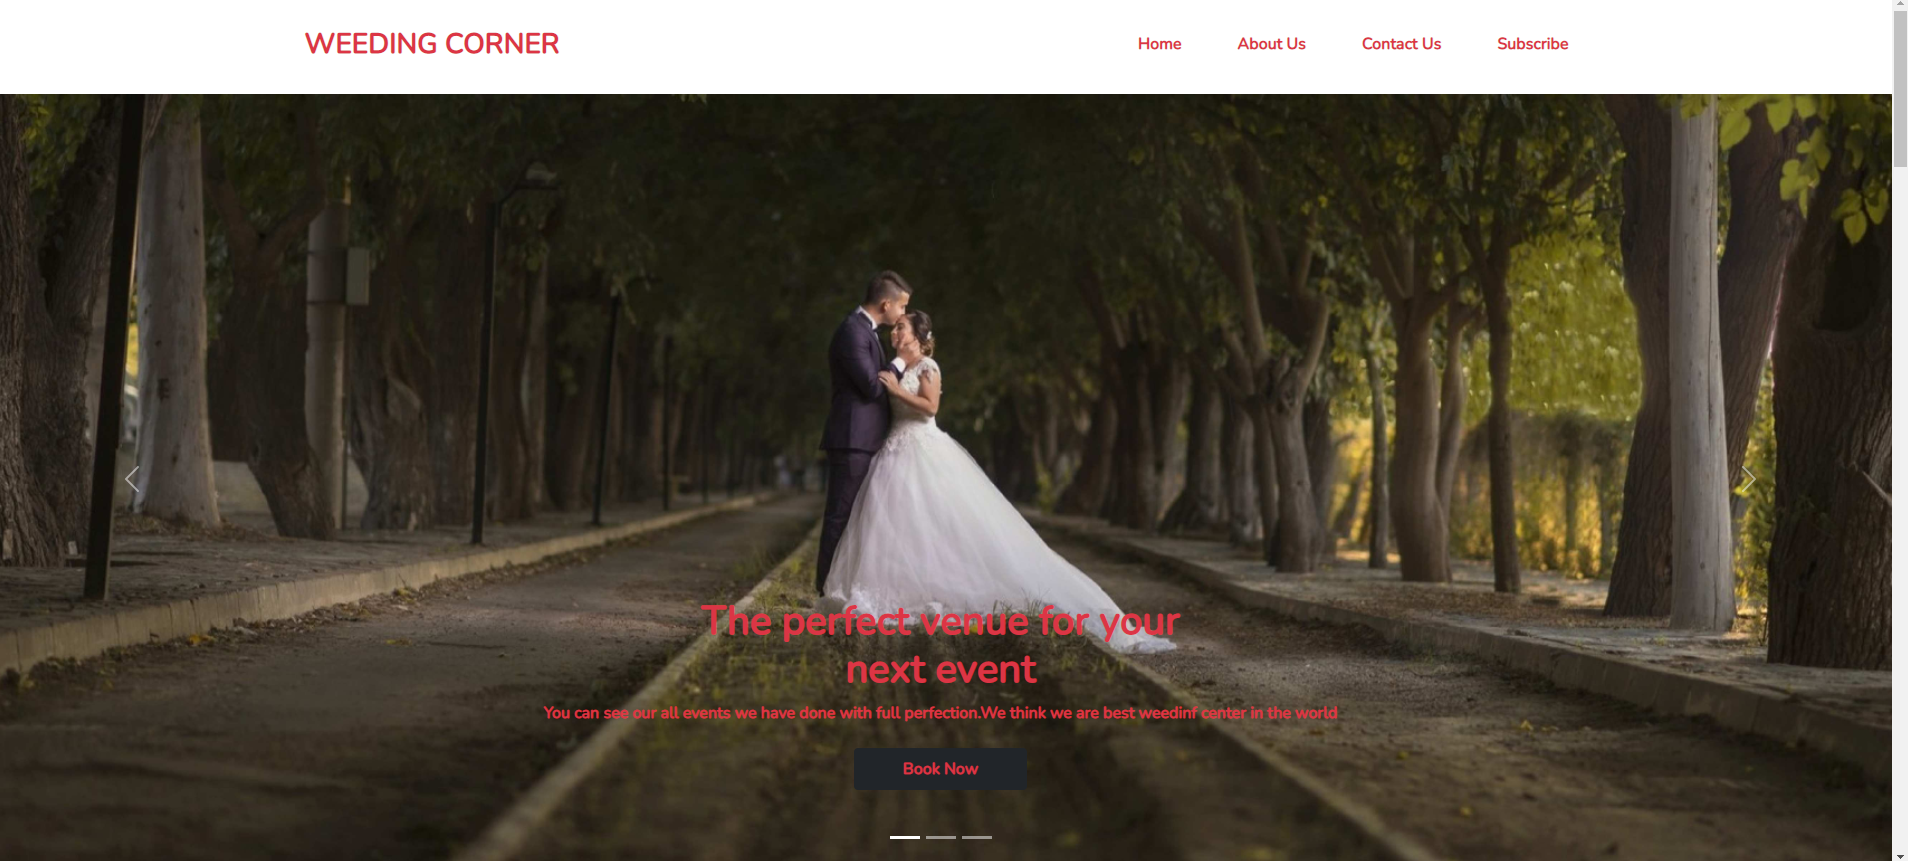 WEEDING CORNER
Home About Us Contact Us Subscribe
The perfect venue for your
next event
You can see our all events we have done with full perfection.We think we are best weedinf center in the world
Book Now